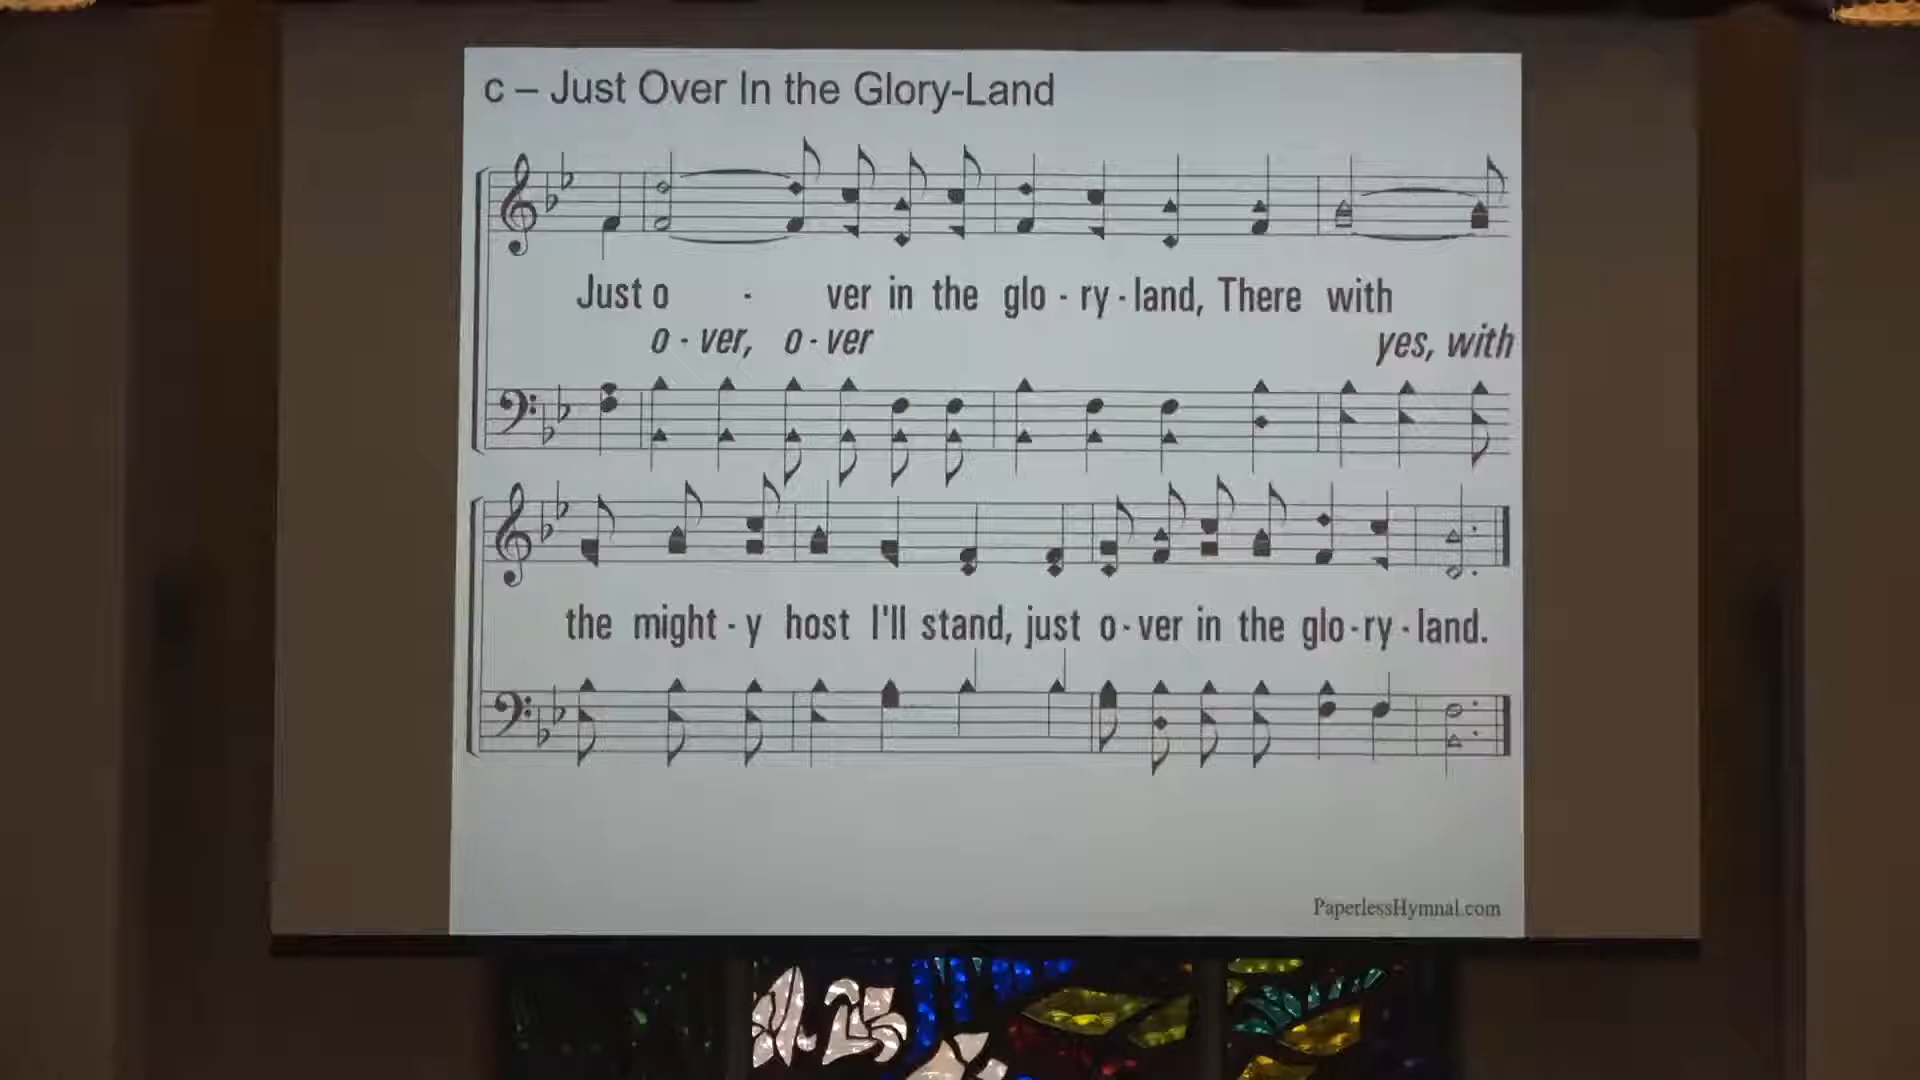 c – Just Over In the Glory-Land
Just o - ver in the glo - ry - land, There with
o - ver, o - ver yes, with
the might - y host I'll stand, just o - ver in the glo - ry - land.
PaperlessHymnal.com